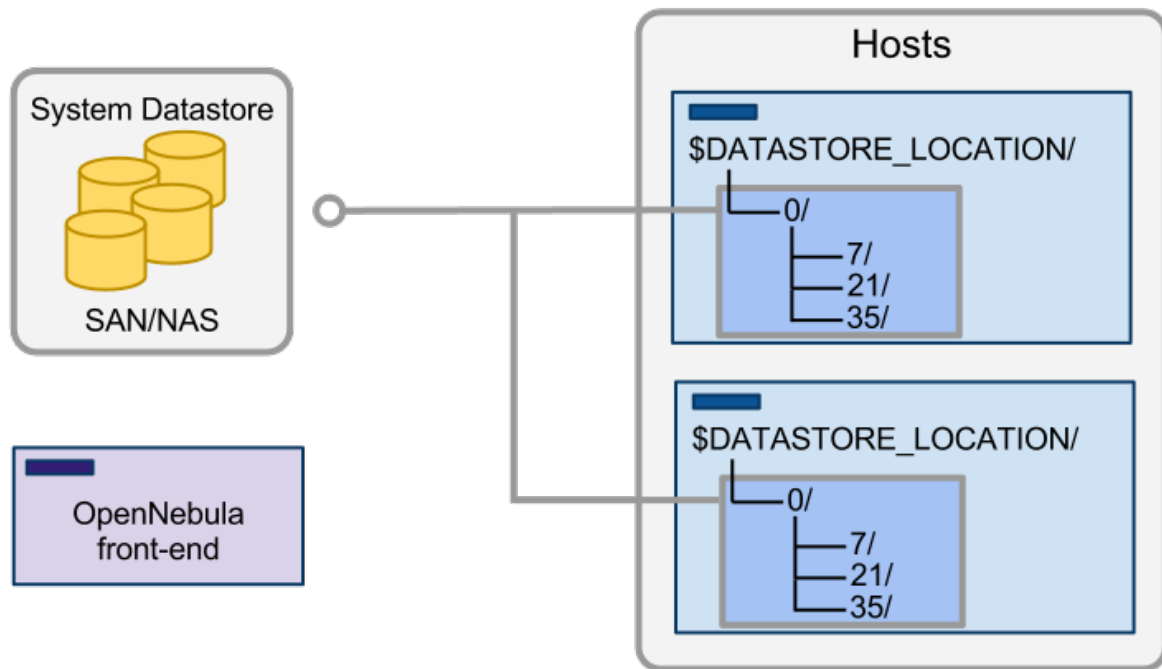 System Datastore
SAN/NAS
OpenNebula
front-end
Hosts
$DATASTORE_LOCATION/
0/
7/
21/
35/
$DATASTORE_LOCATION/
0/
7/
21/
35/